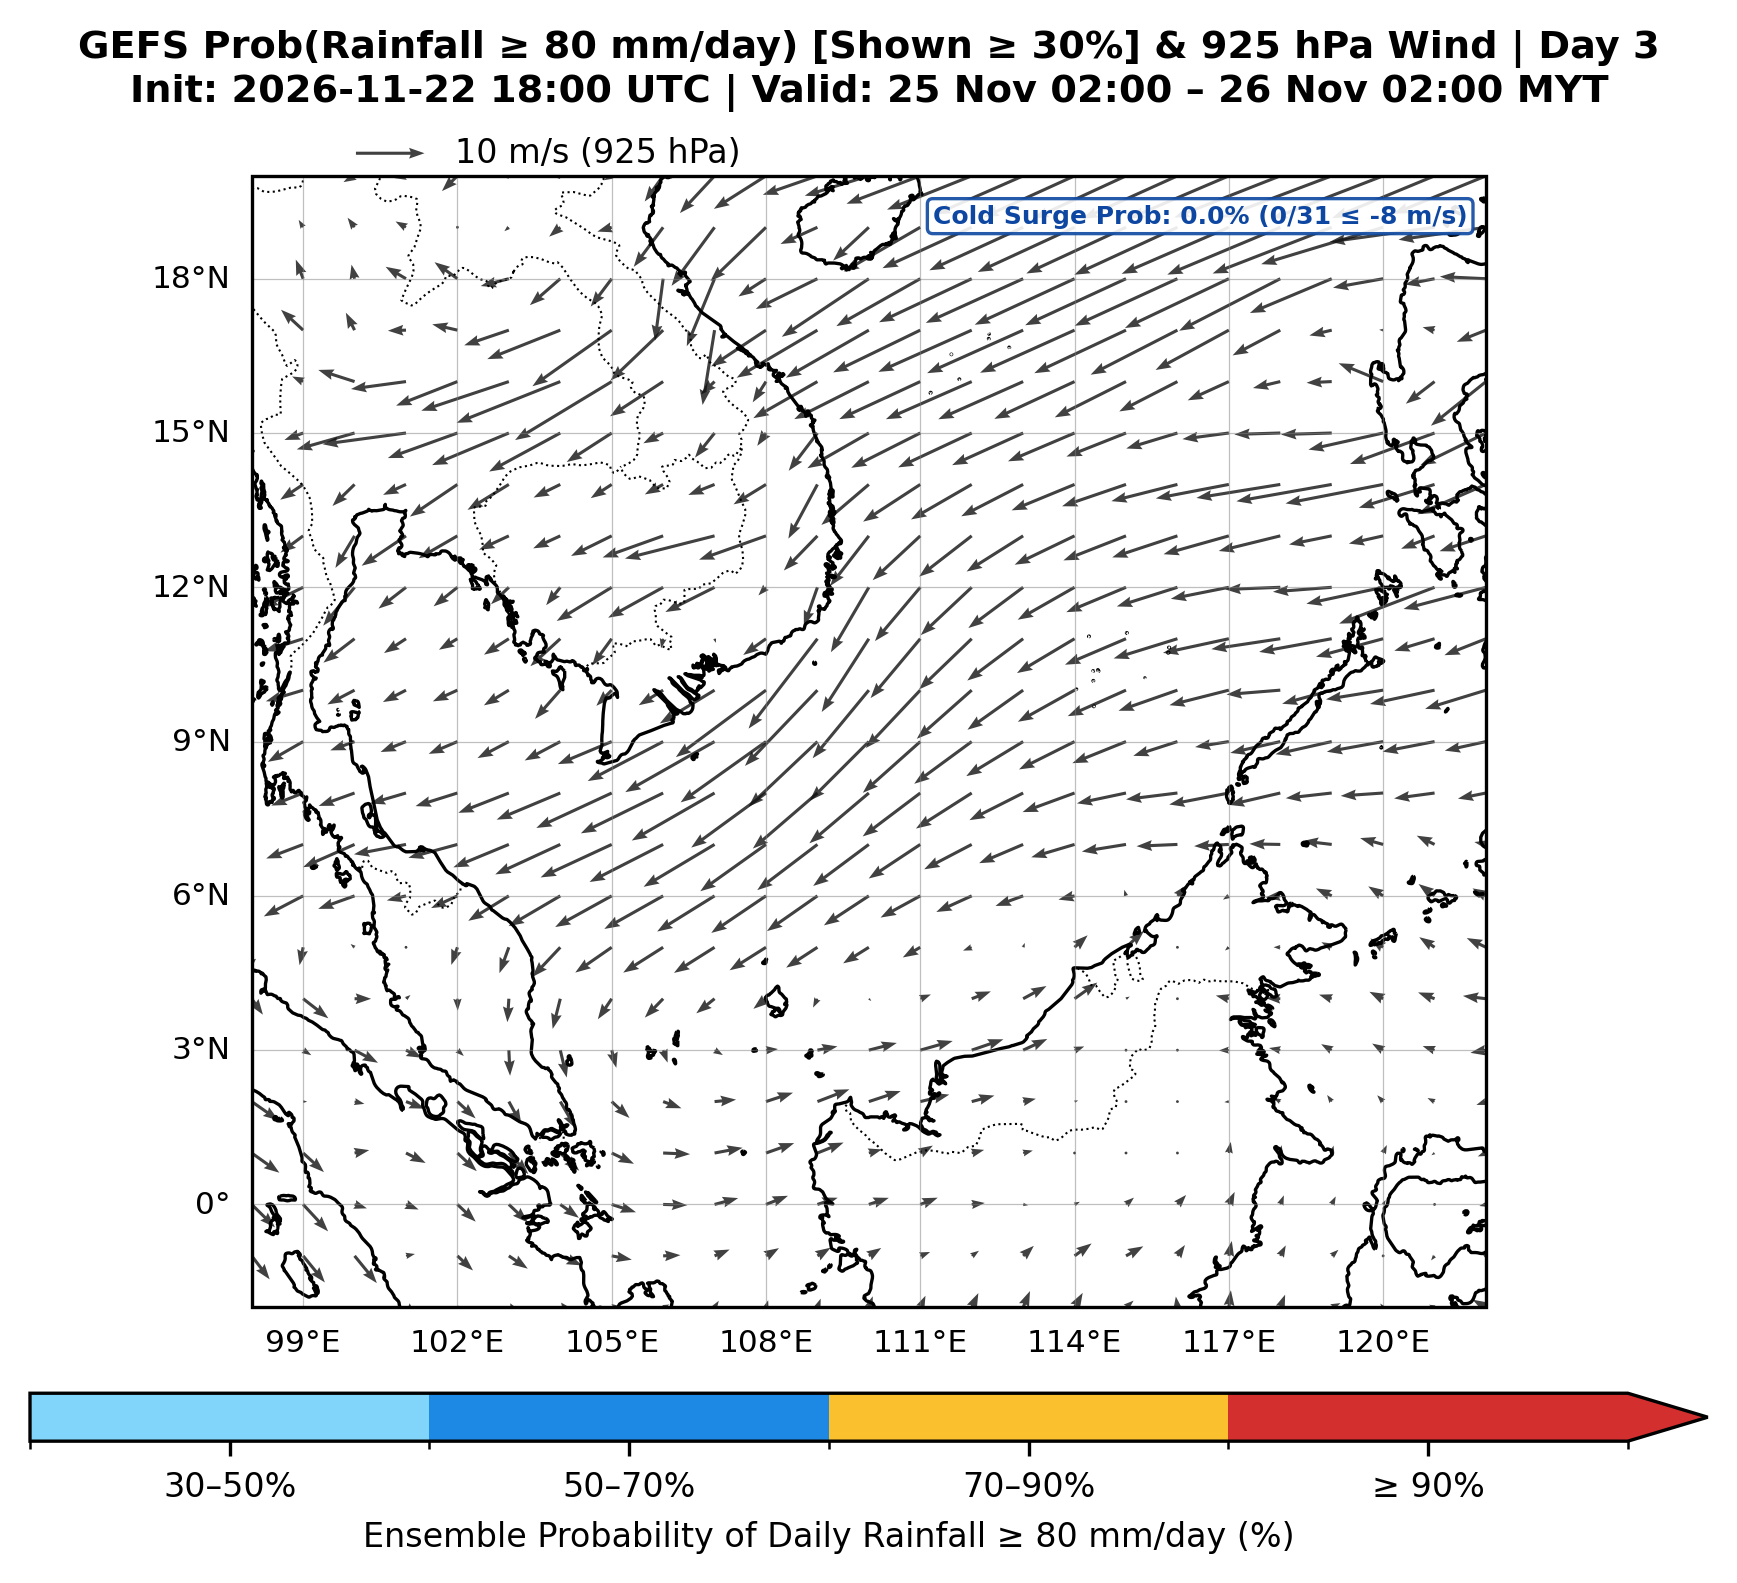 GEFS Prob(Rainfall ≥ 80 mm/day) [Shown ≥ 30%] & 925 hPa Wind | Day 3
Init: 2026-11-22 18:00 UTC | Valid: 25 Nov 02:00 – 26 Nov 02:00 MYT
10 m/s (925 hPa)
Cold Surge Prob: 0.0% (0/31 ≤ -8 m/s)
18°N
15°N
12°N
9°N
6°N
3°N
0°
99°E 102°E 105°E 108°E 111°E 114°E 117°E 120°E
30–50% 50–70% 70–90% ≥ 90%
Ensemble Probability of Daily Rainfall ≥ 80 mm/day (%)